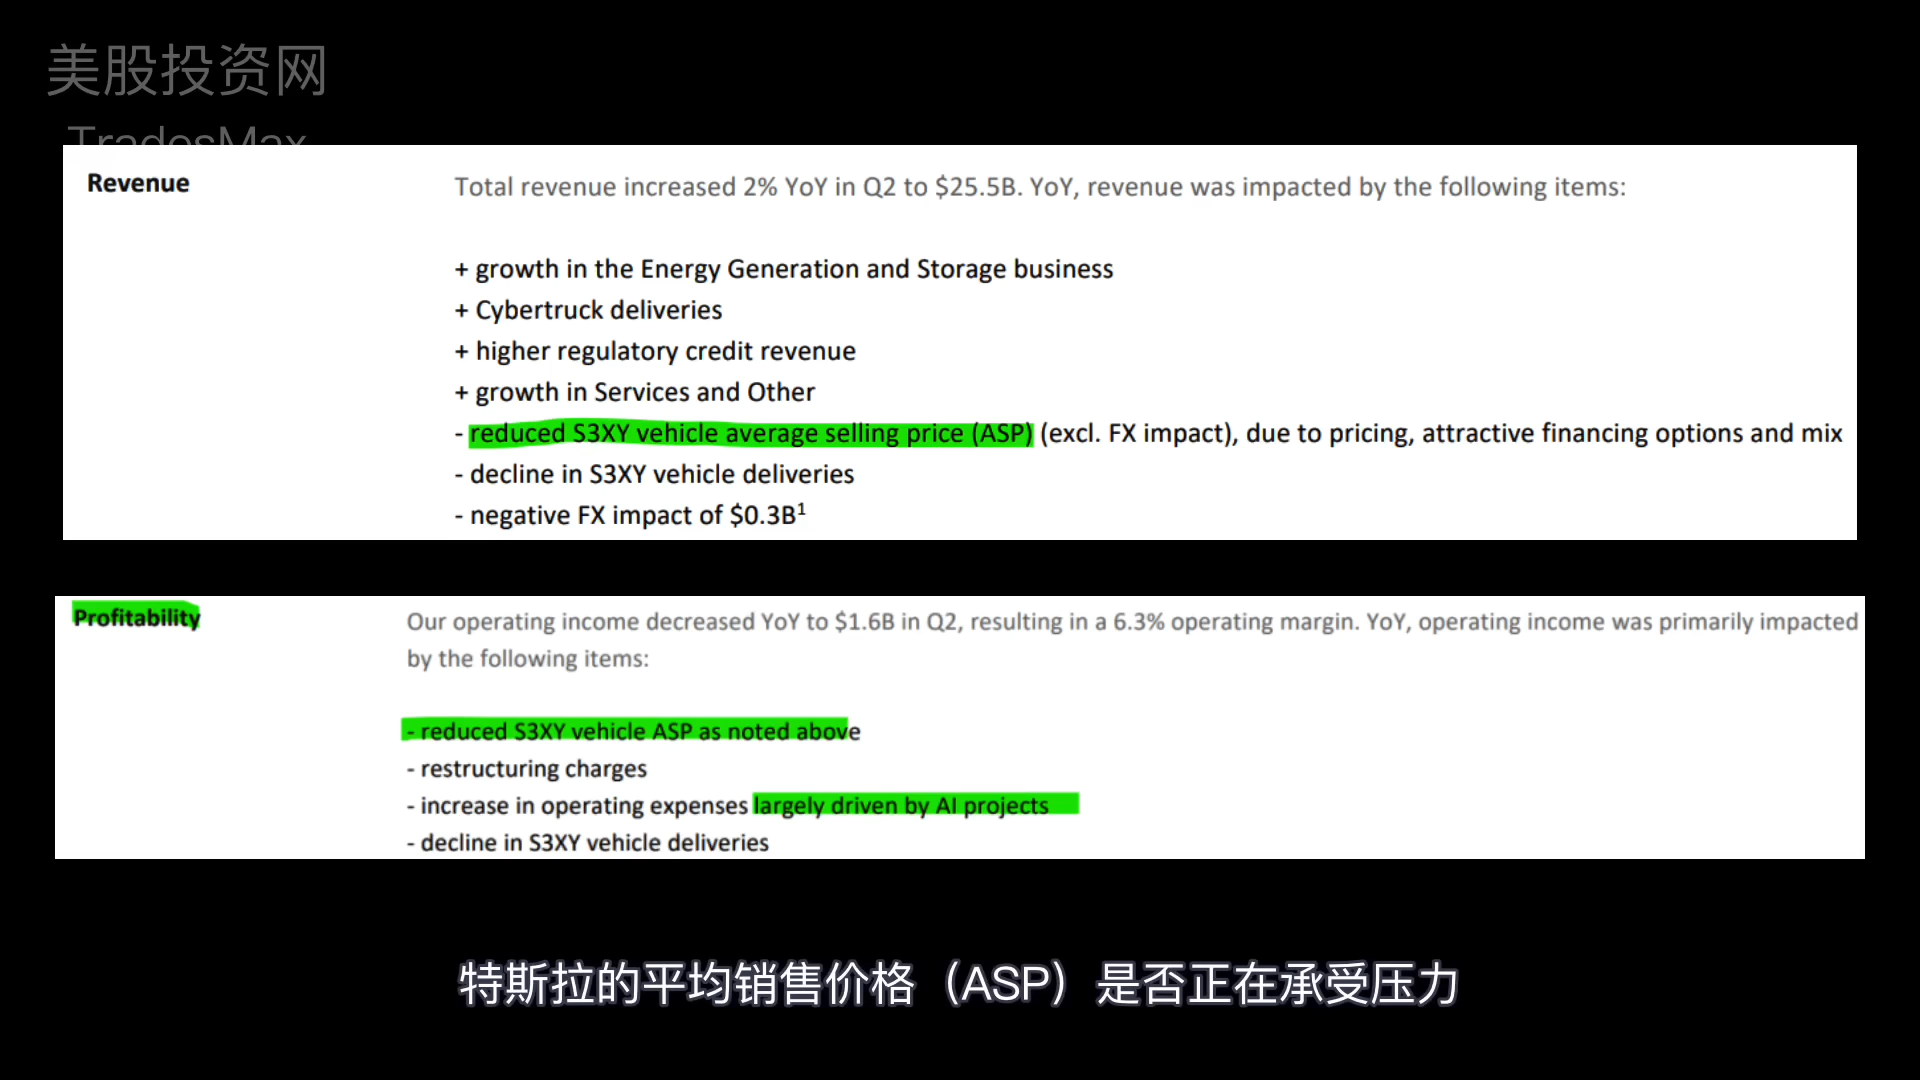 美股投资网
TradesMax
Revenue
Total revenue increased 2% YoY in Q2 to $25.5B. YoY, revenue was impacted by the following items:
+ growth in the Energy Generation and Storage business
+ Cybertruck deliveries
+ higher regulatory credit revenue
+ growth in Services and Other
- reduced S3XY vehicle average selling price (ASP) (excl. FX impact), due to pricing, attractive financing options and mix
- decline in S3XY vehicle deliveries
- negative FX impact of $0.3B¹
Profitability
Our operating income decreased YoY to $1.6B in Q2, resulting in a 6.3% operating margin. YoY, operating income was primarily impacted
by the following items:
- reduced S3XY vehicle ASP as noted above
- restructuring charges
- increase in operating expenses largely driven by AI projects
- decline in S3XY vehicle deliveries
特斯拉的平均销售价格（ASP）是否正在承受压力